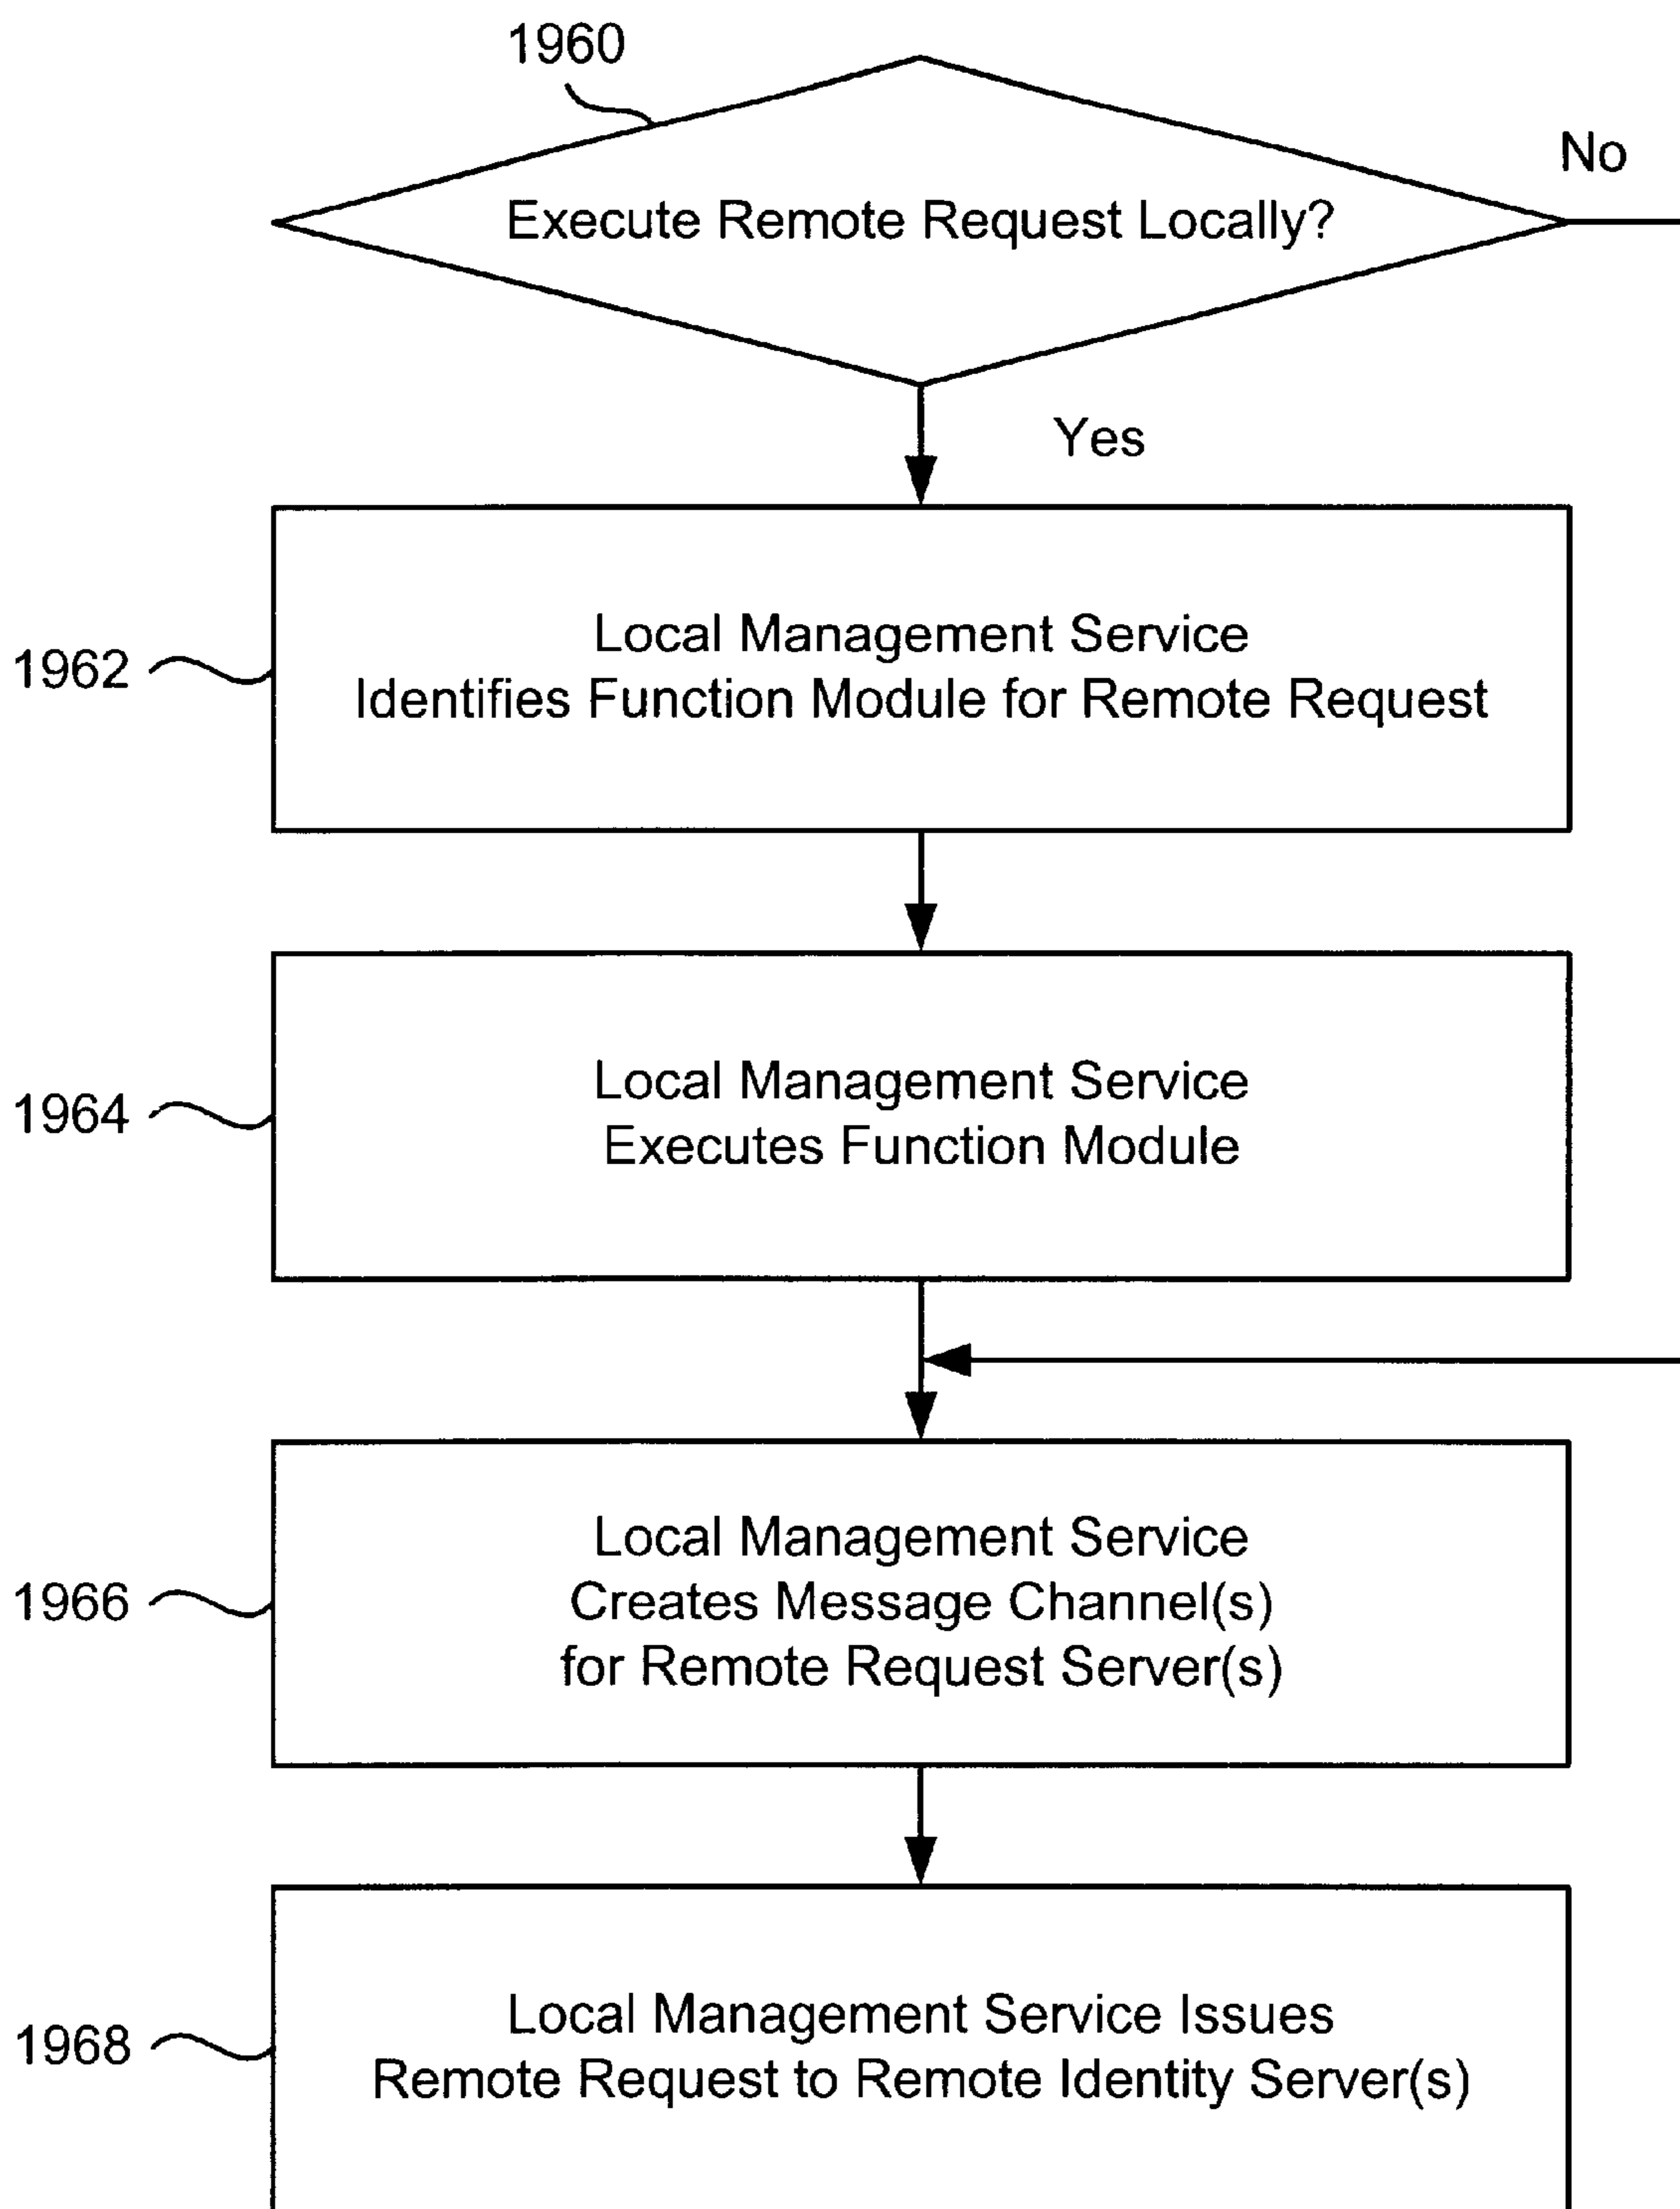 1960
No
Execute Remote Request Locally?
Yes
Local Management Service
1962
Identifies Function Module for Remote Request
Local Management Service
1964
Executes Function Module
Local Management Service
1966
Creates Message Channel(s)
for Remote Request Server(s)
Local Management Service Issues
1968
Remote Request to Remote Identity Server(s)